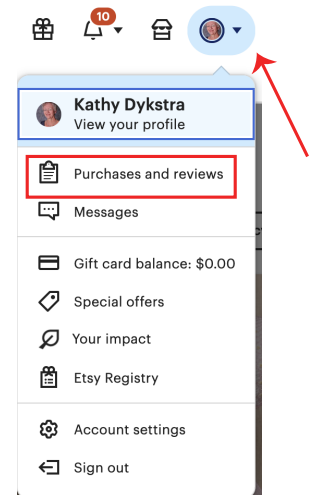 10
Kathy Dykstra
View your profile
Purchases and reviews
Messages
Gift card balance: $0.00
Special offers
Your impact
Etsy Registry
Account settings
Sign out